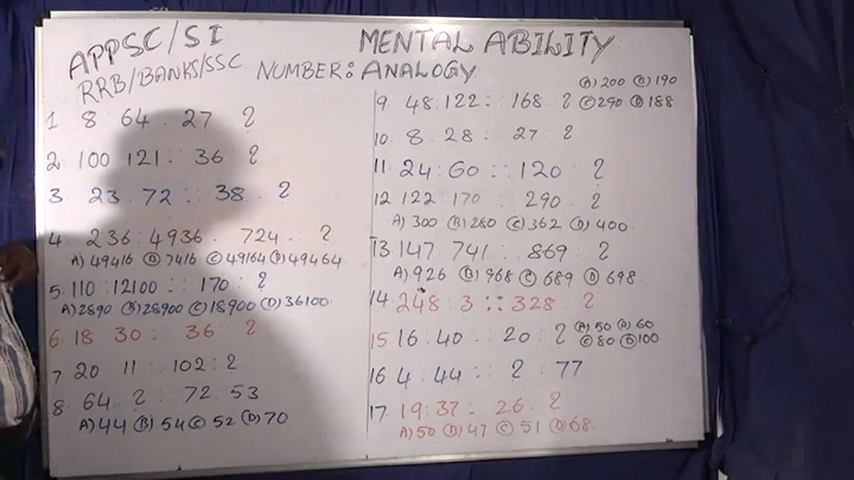 APPSC/SI
RRB/BANKS/SSC
MENTAL ABILITY
NUMBER: ANALOGY
1 8 64 27 ?
2 100 121 : 36 ?
3 23 72 :: 38 . ?
4 236 : 4936 . 724 : ?
A) 49416 (B) 7416 (C) 49164 (D) 49464
5. 110 : 12100 :: 170 : ?
A) 2890 (B) 28900 (C) 18900 (D) 36100
6. 18 30 : 36 . ?
7 20 11 : 102 : ?
8. 64 . ? : 72 : 53
A) 44 (B) 54 (C) 52 (D) 70
9 48 . 122 :: 168 . ? (A) 200 (B) 190
(C) 290 (D) 188
10 8 . 28 : 27 : ?
11. 24 : 60 :: 120 : ?
12 122 : 170 :: 290 . ?
A) 300 (B) 280 (C) 362 (D) 400
13. 147 741 :: 869 : ?
A) 926 (B) 968 (C) 689 (D) 698
14. 248 : 3 :: 328 ?
15. 16 : 40 :: 20 : ? (A) 50 (B) 60
(C) 80 (D) 100
16 4 : 44 :: ? : 77
17. 19 : 37 :: 26 . ?
A) 50 (B) 47 (C) 51 (D) 68